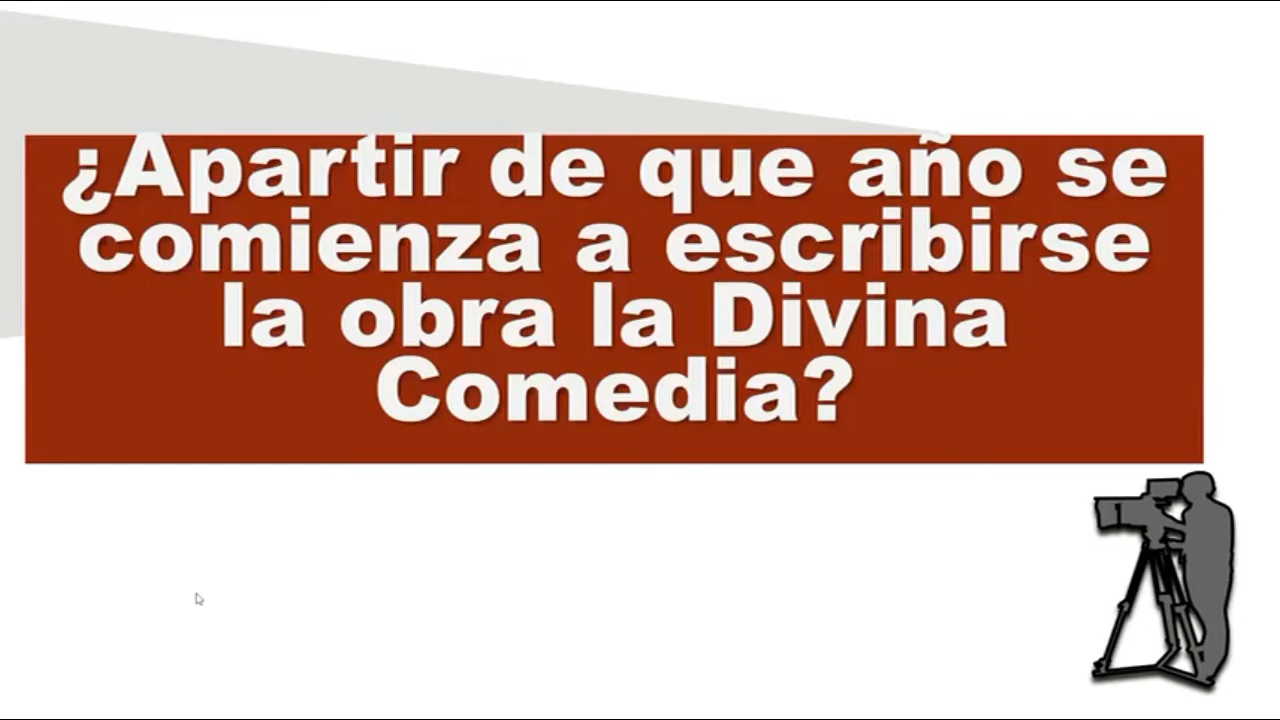 ¿Apartir de que año se
comienza a escribirse
la obra la Divina
Comedia?